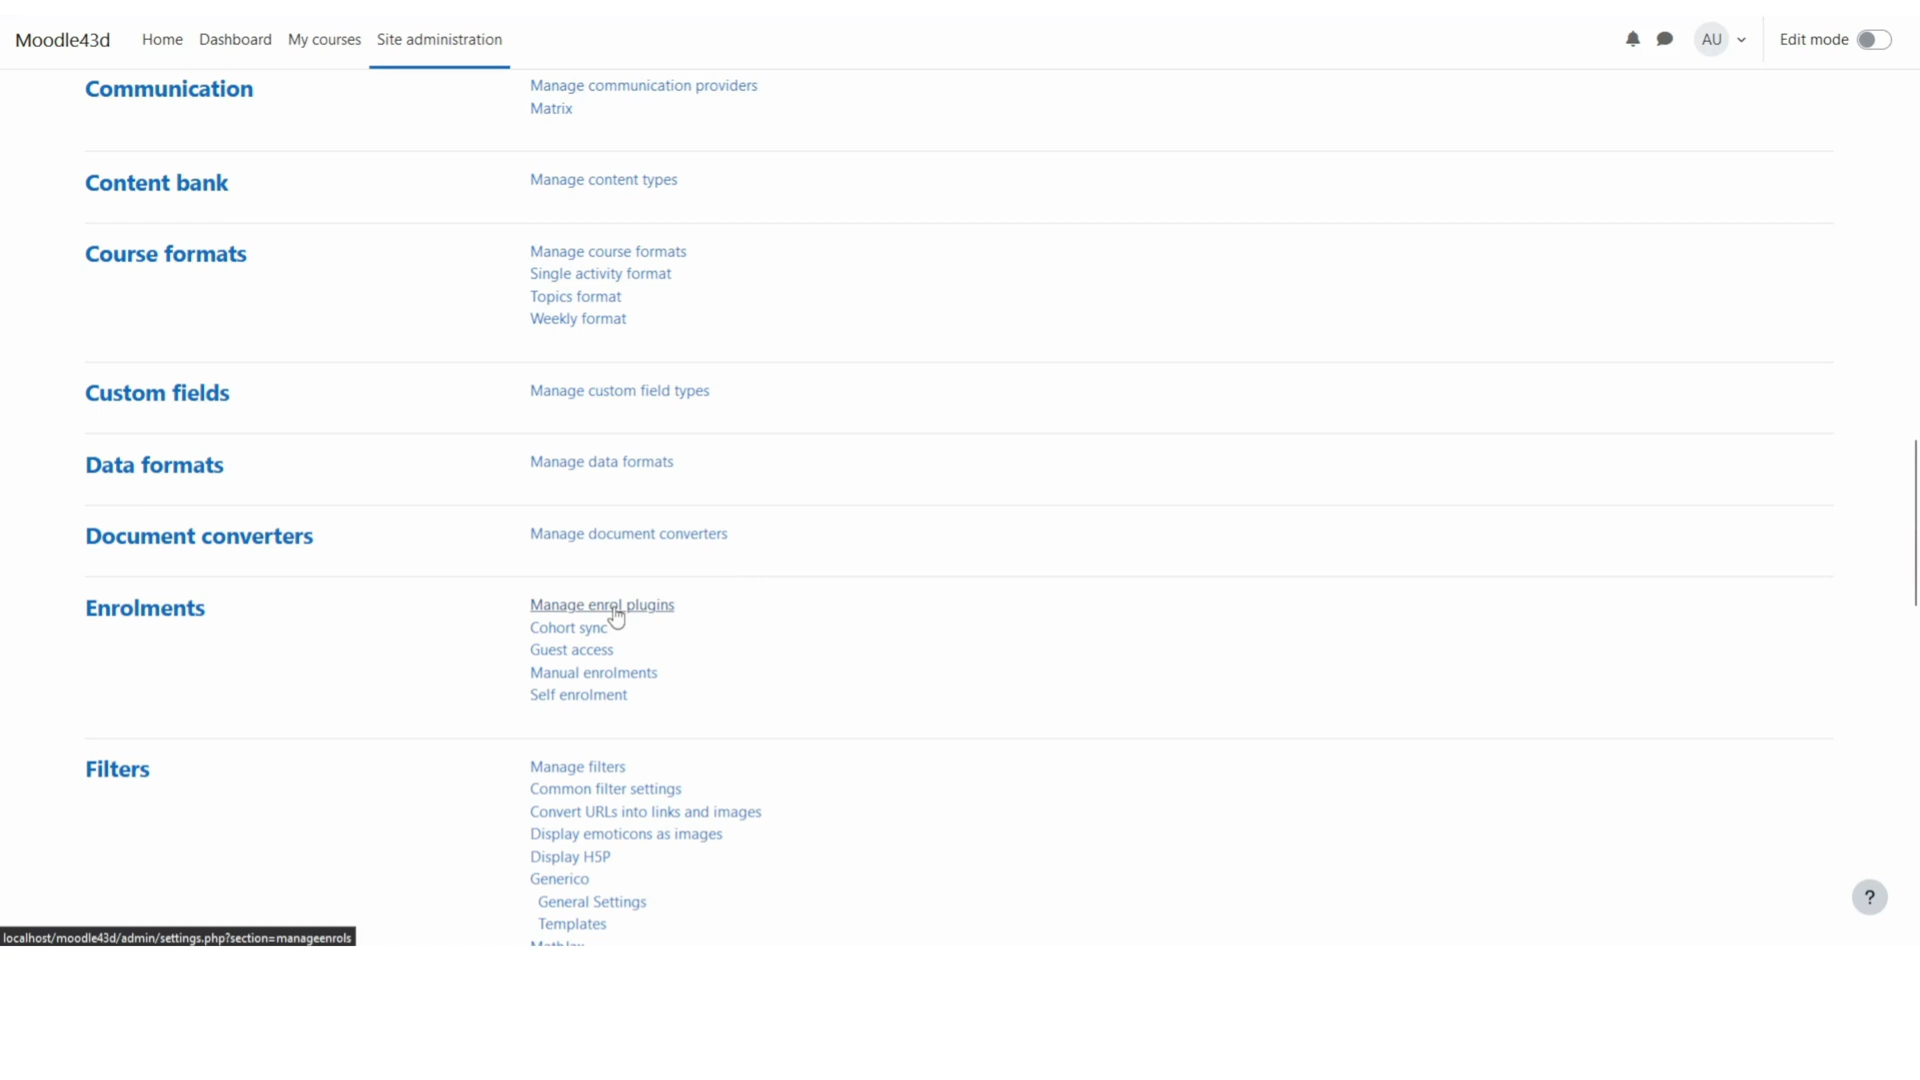 Moodle43d Home Dashboard My courses Site administration AU Edit mode
Communication
Manage communication providers
Matrix
Content bank
Manage content types
Course formats
Manage course formats
Single activity format
Topics format
Weekly format
Custom fields
Manage custom field types
Data formats
Manage data formats
Document converters
Manage document converters
Enrolments
Manage enrol plugins
Cohort sync
Guest access
Manual enrolments
Self enrolment
Filters
Manage filters
Common filter settings
Convert URLs into links and images
Display emoticons as images
Display H5P
Generico
General Settings
Templates
?
localhost/moodle43d/admin/settings.php?section=manageenrols